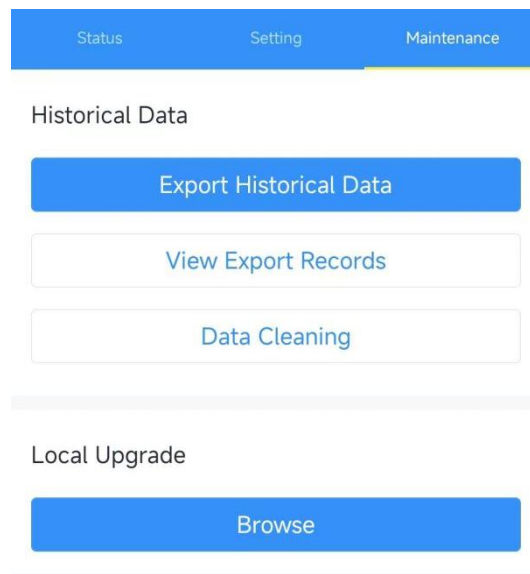 Status Setting Maintenance
Historical Data
Export Historical Data
View Export Records
Data Cleaning
Local Upgrade
Browse